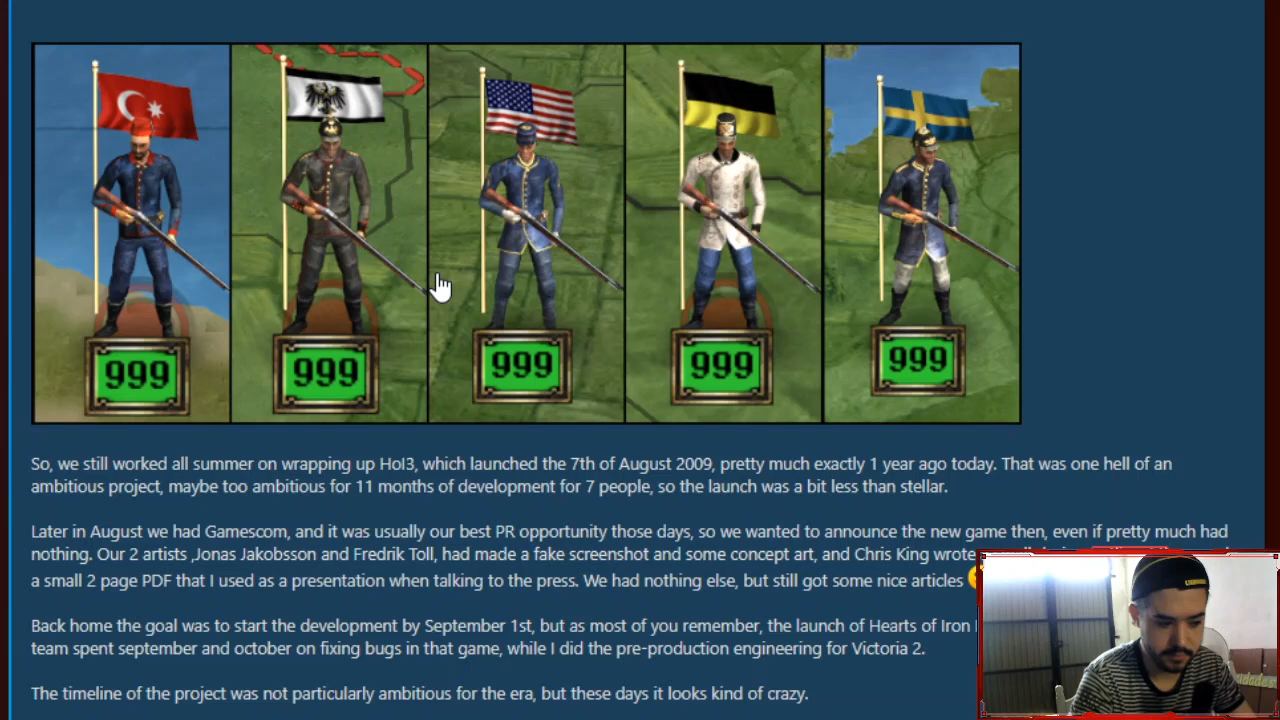 999 999 999 999 999
So, we still worked all summer on wrapping up HoI3, which launched the 7th of August 2009, pretty much exactly 1 year ago today. That was one hell of an
ambitious project, maybe too ambitious for 11 months of development for 7 people, so the launch was a bit less than stellar.
Later in August we had Gamescom, and it was usually our best PR opportunity those days, so we wanted to announce the new game then, even if pretty much had
nothing. Our 2 artists ,Jonas Jakobsson and Fredrik Toll, had made a fake screenshot and some concept art, and Chris King wrote
a small 2 page PDF that I used as a presentation when talking to the press. We had nothing else, but still got some nice articles
Back home the goal was to start the development by September 1st, but as most of you remember, the launch of Hearts of Iron
team spent september and october on fixing bugs in that game, while I did the pre-production engineering for Victoria 2.
The timeline of the project was not particularly ambitious for the era, but these days it looks kind of crazy.